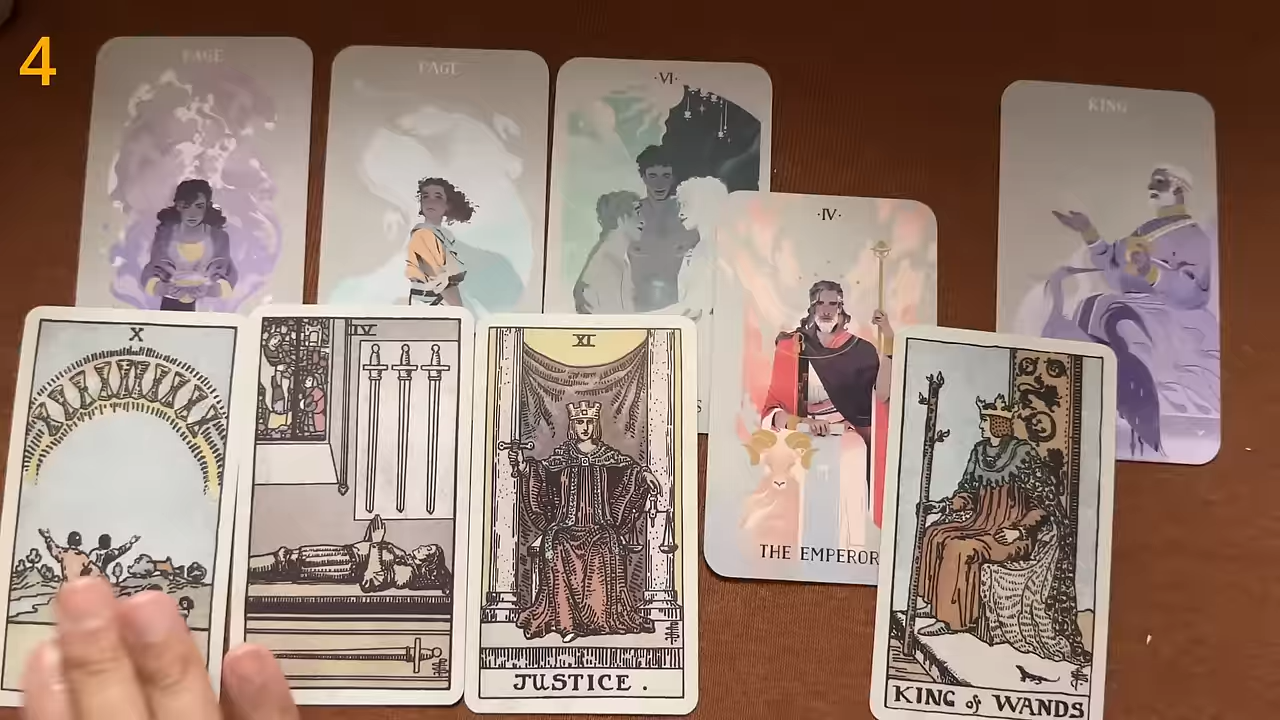 4
PAGE
PAGE
·VI·
KING
·IV·
THE EMPEROR
X
IV
XI
JUSTICE.
KING of WANDS